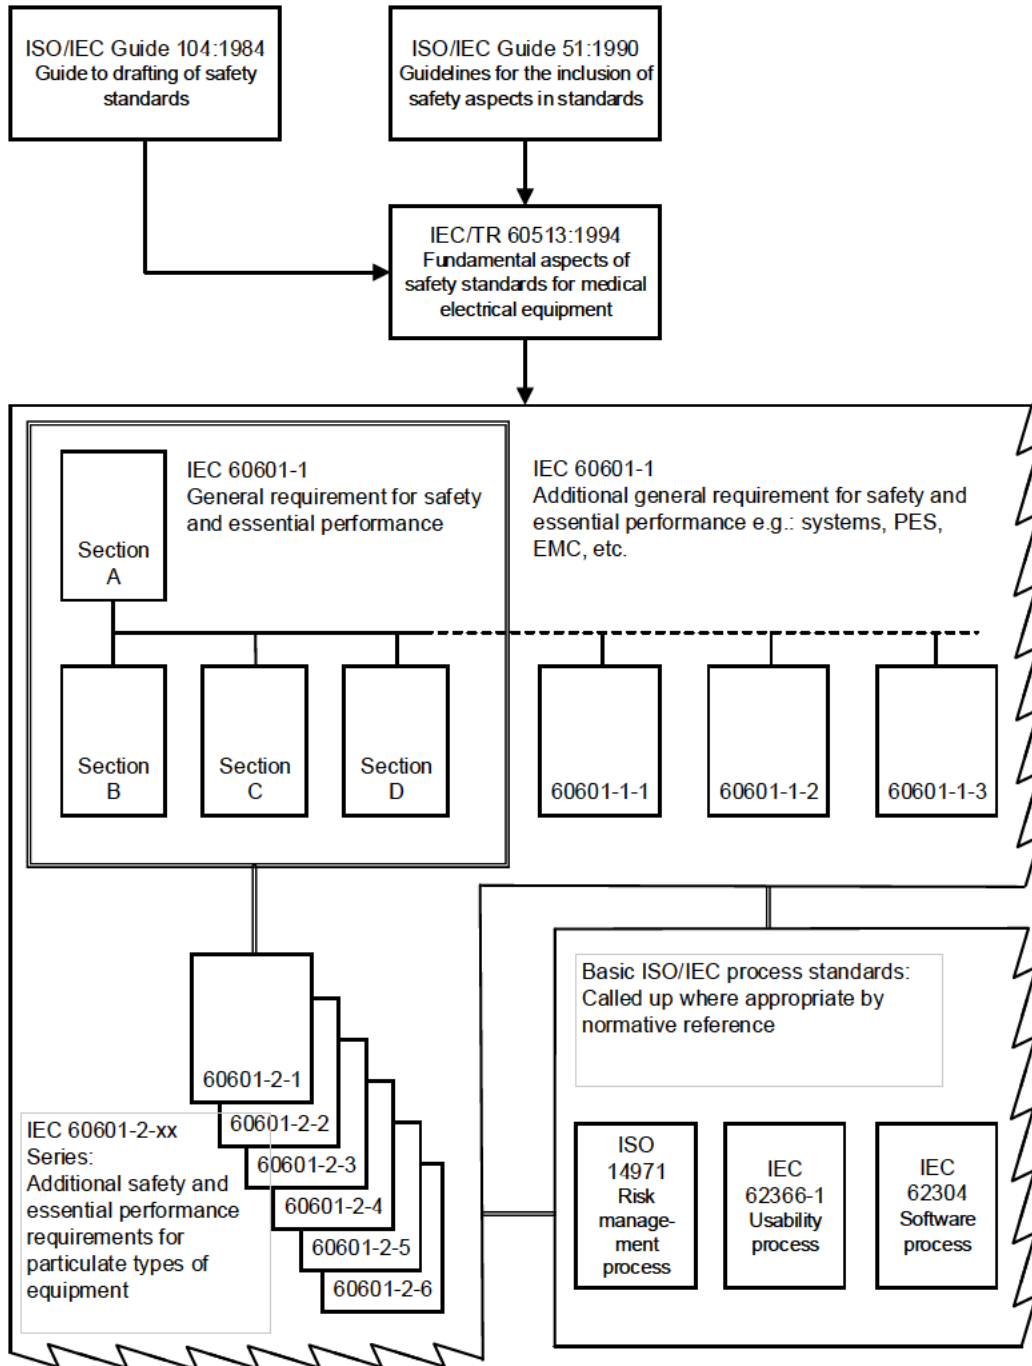 ISO/IEC Guide 104:1984
Guide to drafting of safety
standards
ISO/IEC Guide 51:1990
Guidelines for the inclusion of
safety aspects in standards
IEC/TR 60513:1994
Fundamental aspects of
safety standards for medical
electrical equipment
IEC 60601-1
General requirement for safety
and essential performance
IEC 60601-1
Additional general requirement for safety and
essential performance e.g.: systems, PES,
EMC, etc.
Section
A
Section
B
Section
C
Section
D
60601-1-1
60601-1-2
60601-1-3
60601-2-1
60601-2-2
60601-2-3
60601-2-4
60601-2-5
60601-2-6
IEC 60601-2-xx
Series:
Additional safety and
essential performance
requirements for
particulate types of
equipment
Basic ISO/IEC process standards:
Called up where appropriate by
normative reference
ISO
14971
Risk
manage-
ment
process
IEC
62366-1
Usability
process
IEC
62304
Software
process